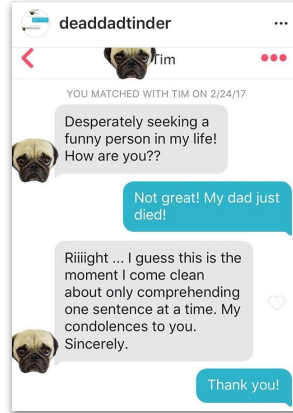 deaddadtinder
Tim
YOU MATCHED WITH TIM ON 2/24/17
Desperately seeking a
funny person in my life!
How are you??
Not great! My dad just
died!
Riiiight ... I guess this is the
moment I come clean
about only comprehending
one sentence at a time. My
condolences to you.
Sincerely.
Thank you!